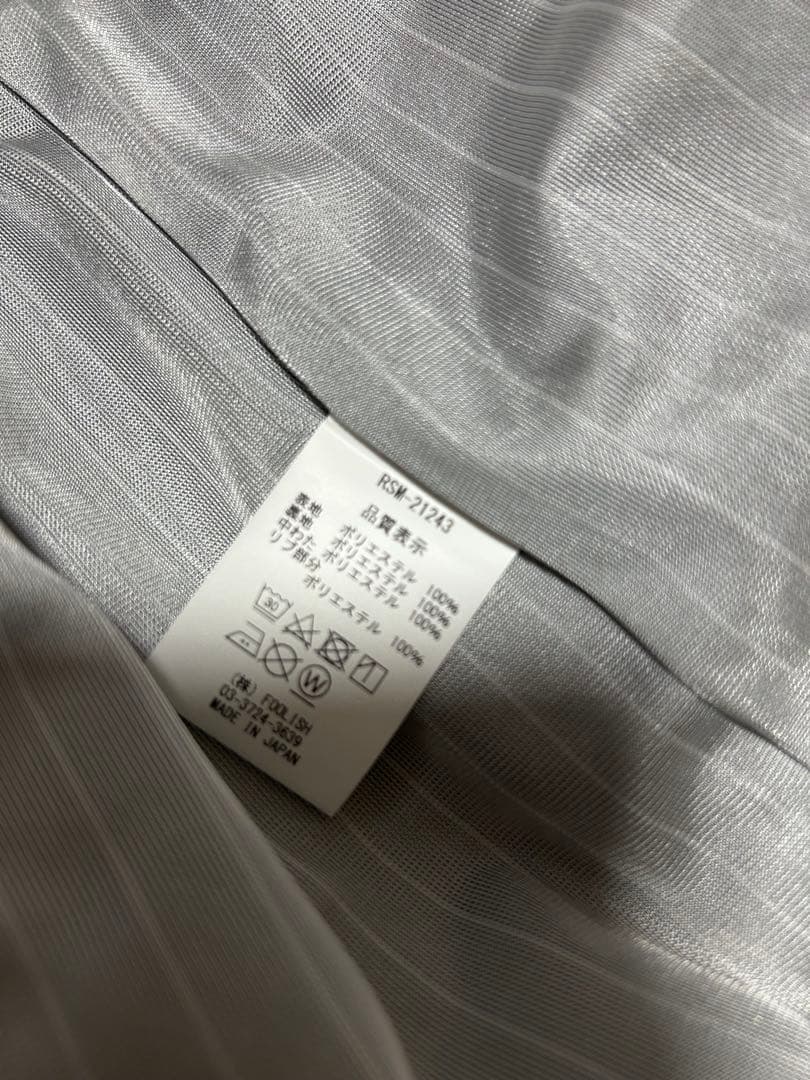 RSM-21243
品質表示
表地 ポリエステル 100%
裏地 ポリエステル 100%
中わた ポリエステル 100%
リブ部分
ポリエステル 100%
30
W
(株) FOOLISH
03-3724-3639
MADE IN JAPAN